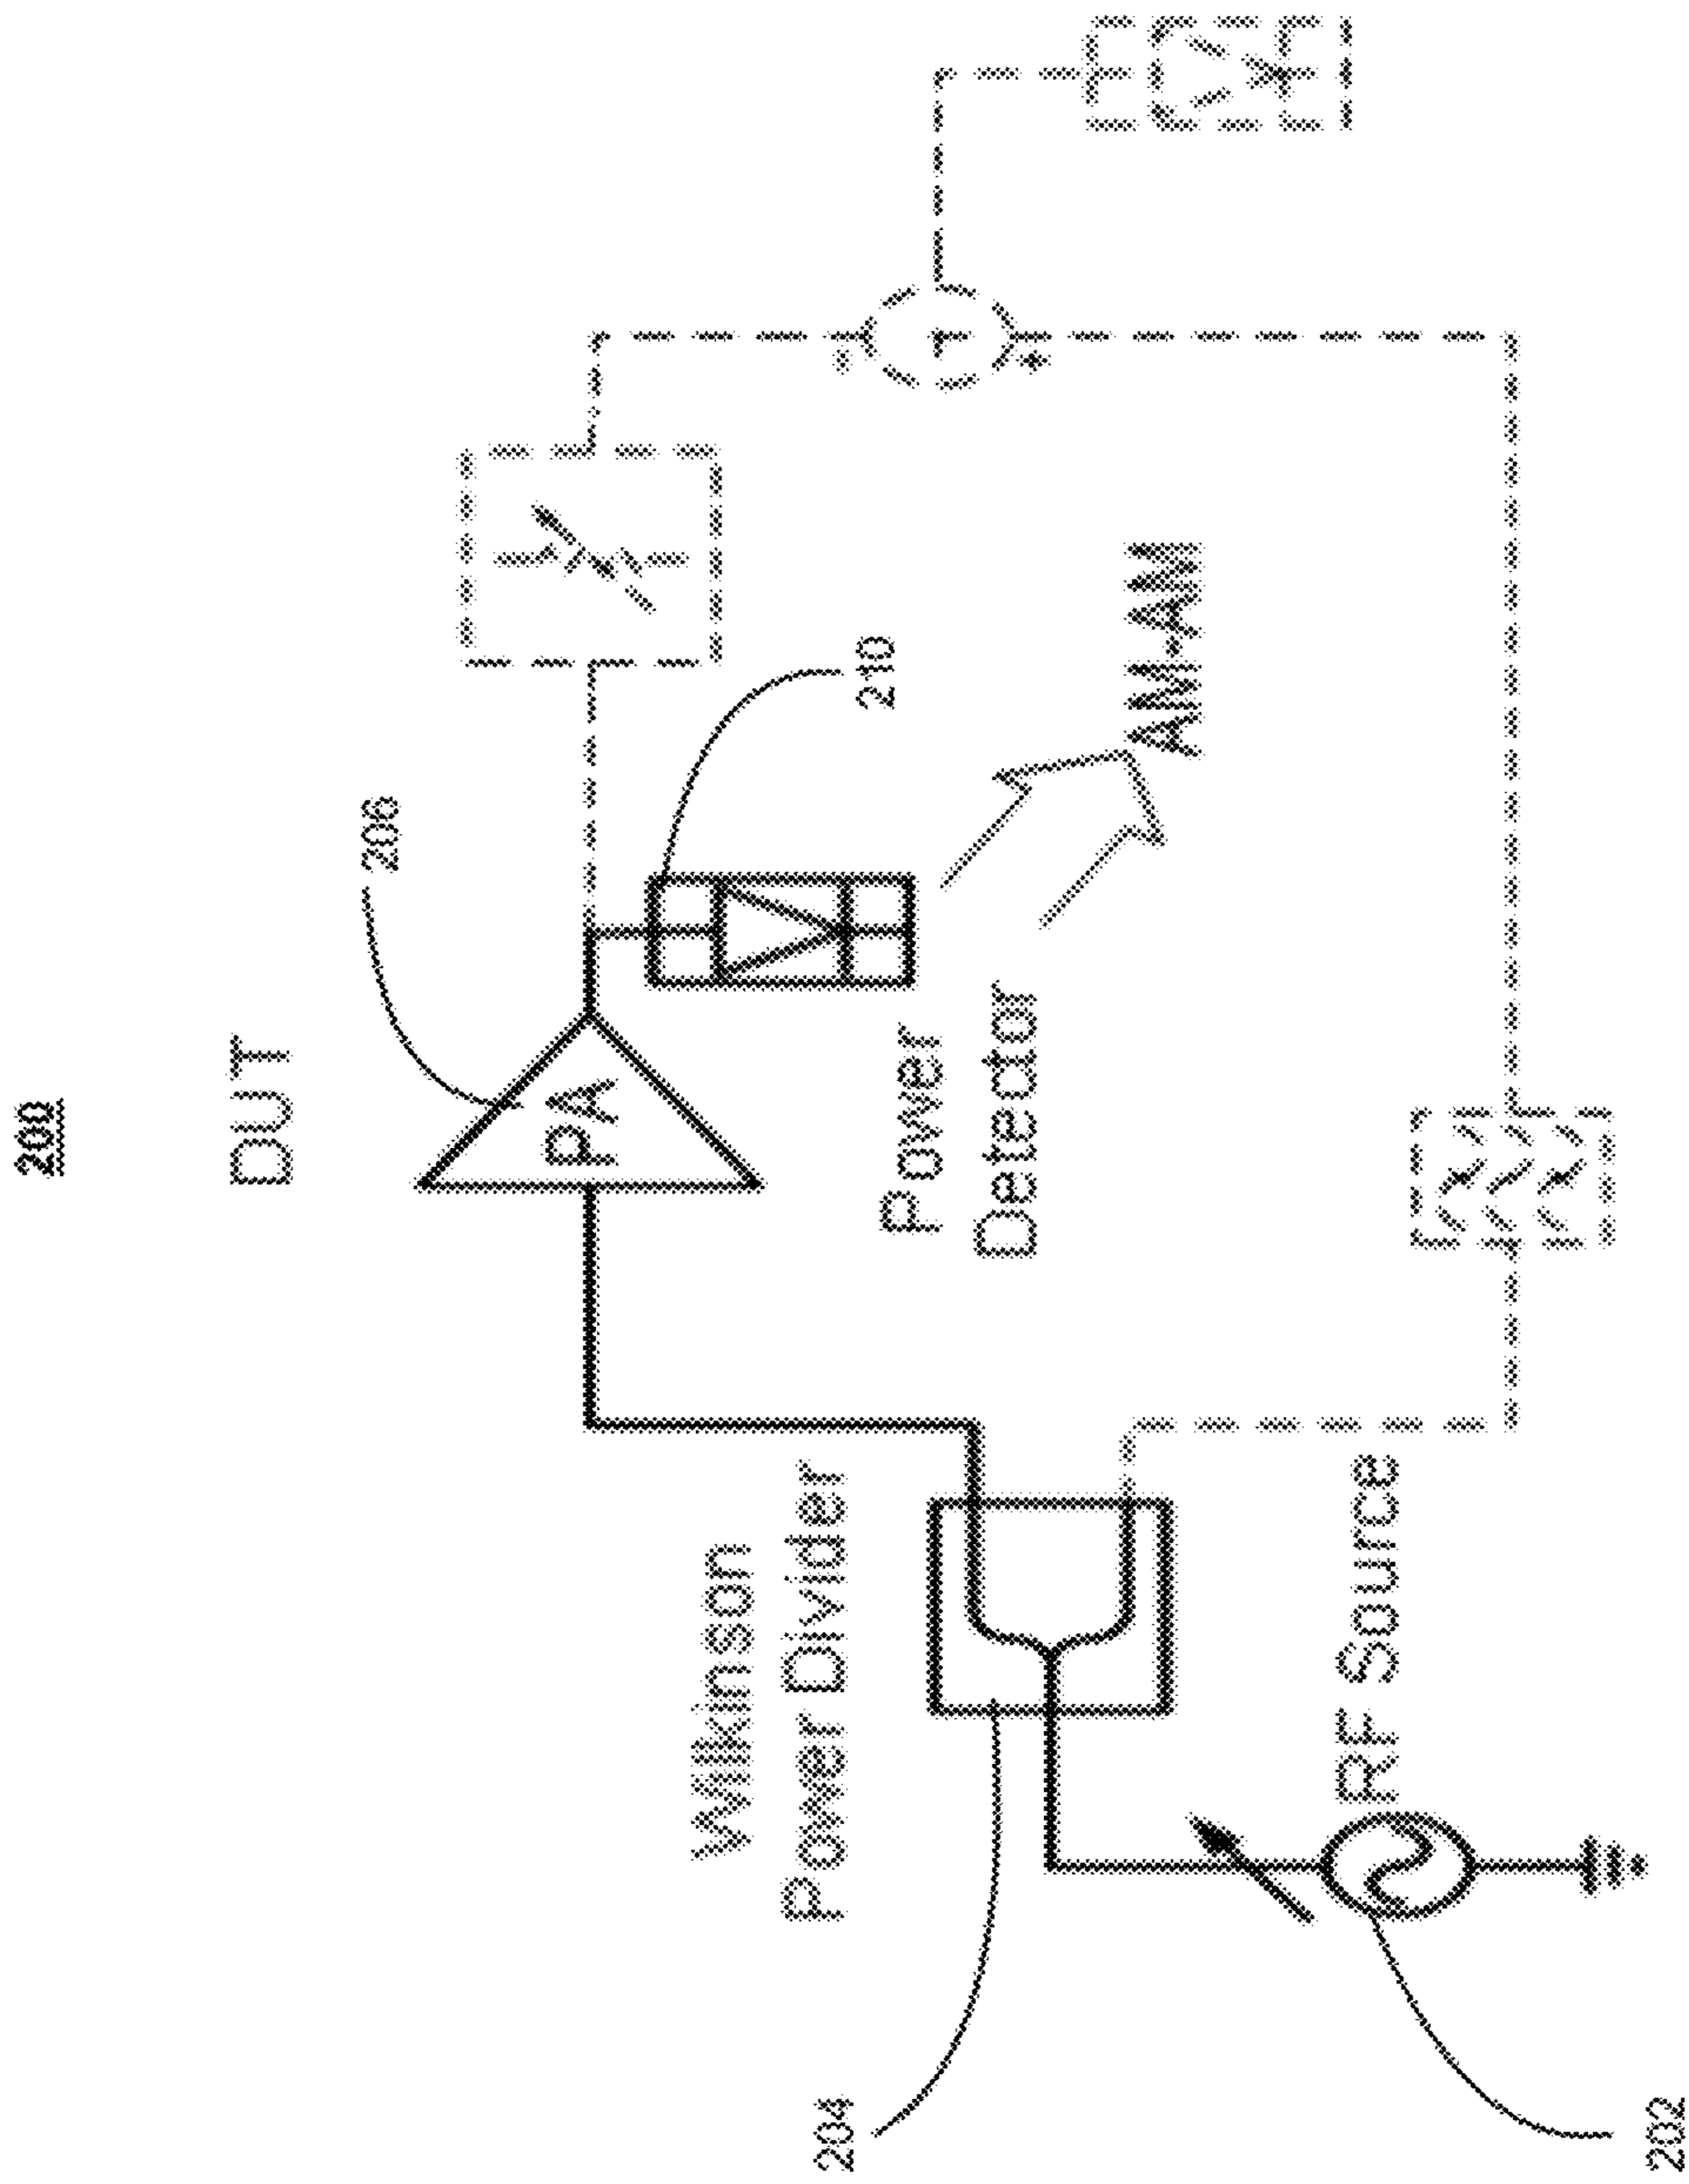 200
DUT
206
PA
210
Power
Detector
AM-AM
Wilkinson
Power Divider
204
RF Source
202